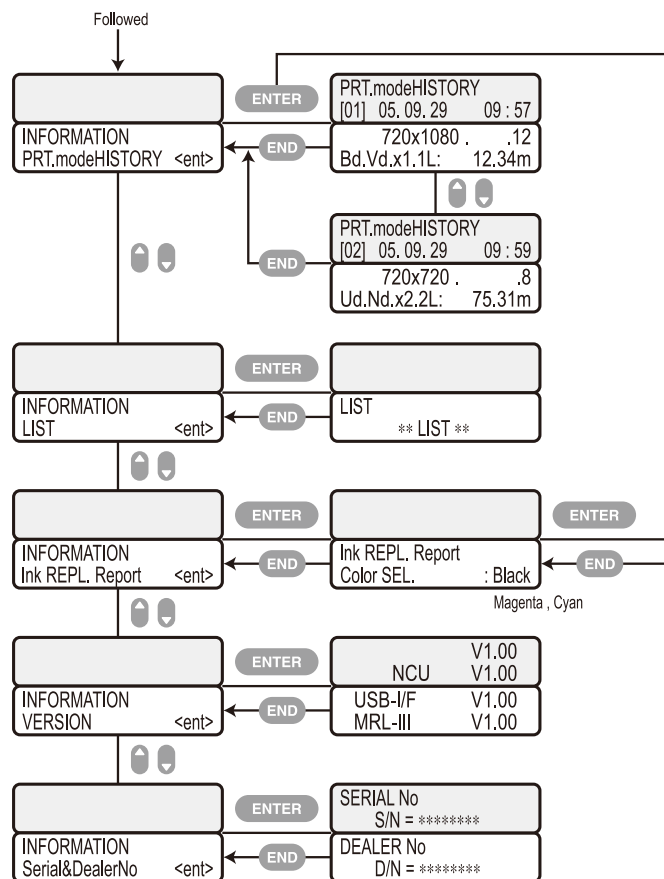 Followed
ENTER
PRT.modeHISTORY
[01] 05. 09. 29 09 : 57
INFORMATION
PRT.modeHISTORY <ent>
END
720x1080 . .12
Bd.Vd.x1.1L: 12.34m
PRT.modeHISTORY
[02] 05. 09. 29 09 : 59
END
720x720 . .8
Ud.Nd.x2.2L: 75.31m
ENTER
INFORMATION
LIST <ent>
END
LIST
** LIST **
ENTER
ENTER
INFORMATION
Ink REPL. Report <ent>
END
Ink REPL. Report
Color SEL. : Black
END
Magenta , Cyan
ENTER
V1.00
NCU V1.00
INFORMATION
VERSION <ent>
END
USB-I/F V1.00
MRL-III V1.00
ENTER
SERIAL No
S/N = ********
INFORMATION
Serial&DealerNo <ent>
END
DEALER No
D/N = ********